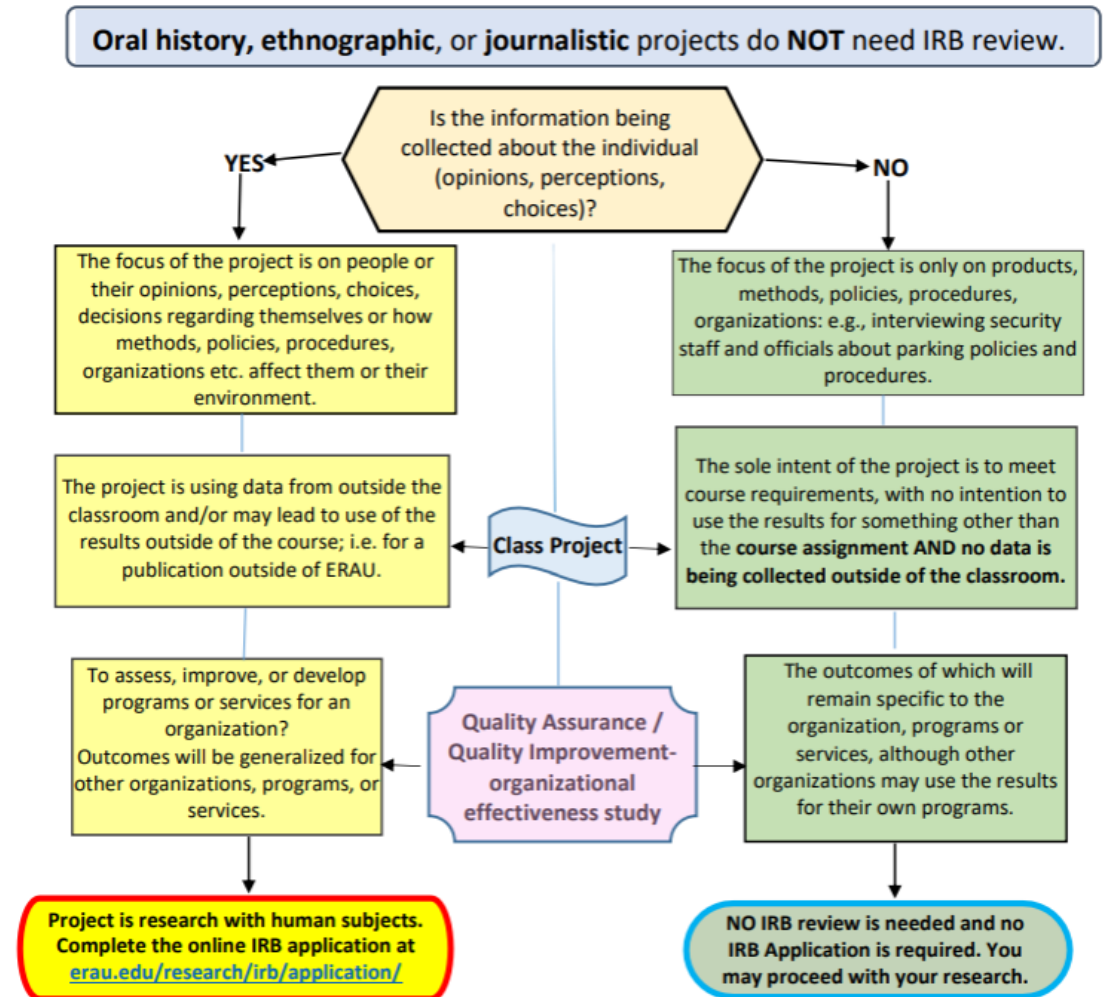 Oral history, ethnographic, or journalistic projects do NOT need IRB review.
Is the information being
collected about the individual
(opinions, perceptions,
choices)?
YES
NO
The focus of the project is on people or
their opinions, perceptions, choices,
decisions regarding themselves or how
methods, policies, procedures,
organizations etc. affect them or their
environment.
The focus of the project is only on products,
methods, policies, procedures,
organizations: e.g., interviewing security
staff and officials about parking policies and
procedures.
The project is using data from outside the
classroom and/or may lead to use of the
results outside of the course; i.e. for a
publication outside of ERAU.
Class Project
The sole intent of the project is to meet
course requirements, with no intention to
use the results for something other than
the course assignment AND no data is
being collected outside of the classroom.
To assess, improve, or develop
programs or services for an
organization?
Outcomes will be generalized for
other organizations, programs, or
services.
Quality Assurance /
Quality Improvement-
organizational
effectiveness study
The outcomes of which will
remain specific to the
organization, programs or
services, although other
organizations may use the results
for their own programs.
Project is research with human subjects.
Complete the online IRB application at
erau.edu/research/irb/application/
NO IRB review is needed and no
IRB Application is required. You
may proceed with your research.